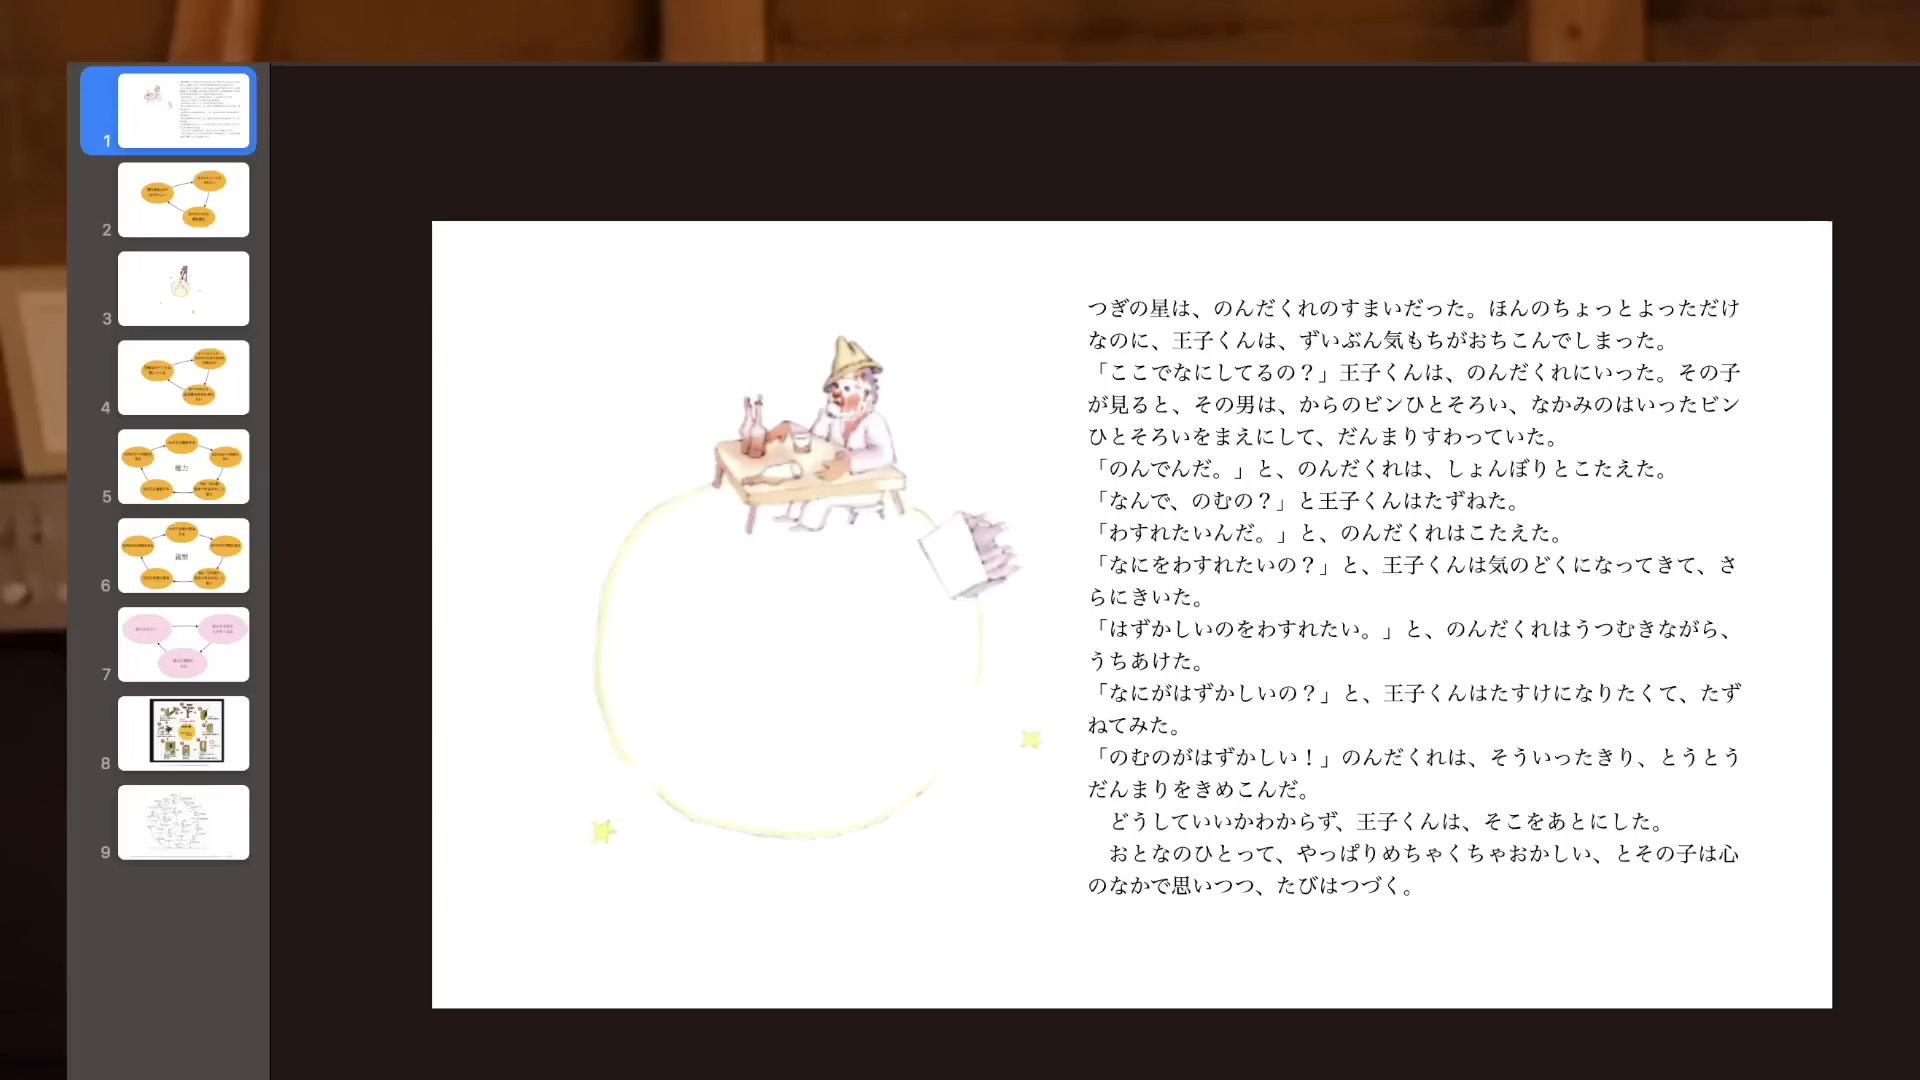 1
2
3
4
5
権力
6
貨幣
7
8
9
つぎの星は、のんだくれのすまいだった。ほんのちょっとよっただけ
なのに、王子くんは、ずいぶん気もちがおちこんでしまった。
「ここでなにしてるの？」王子くんは、のんだくれにいった。その子
が見ると、その男は、からのビンひとそろい、なかみのはいったビン
ひとそろいをまえにして、だんまりすわっていた。
「のんでんだ。」と、のんだくれは、しょんぼりとこたえた。
「なんで、のむの？」と王子くんはたずねた。
「わすれたいんだ。」と、のんだくれはこたえた。
「なにをわすれたいの？」と、王子くんは気のどくになってきて、さ
らにきいた。
「はずかしいのをわすれたい。」と、のんだくれはうつむきながら、
うちあけた。
「なにがはずかしいの？」と、王子くんはたすけになりたくて、たず
ねてみた。
「のむのがはずかしい！」のんだくれは、そういったきり、とうとう
だんまりをきめこんだ。
　どうしていいかわからず、王子くんは、そこをあとにした。
　おとなのひとって、やっぱりめちゃくちゃおかしい、とその子は心
のなかで思いつつ、たびはつづく。